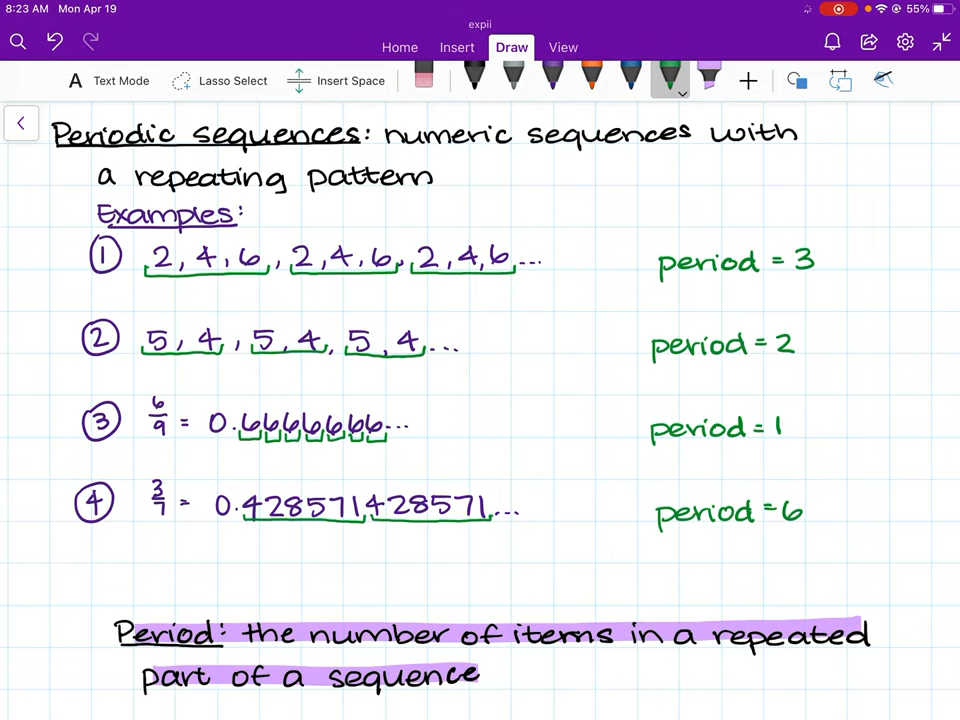 8:23 AM Mon Apr 19
55%
expii
Home Insert Draw View
A Text Mode Lasso Select Insert Space
Periodic sequences: numeric sequences with
a repeating pattern
Examples:
① 2, 4, 6, 2, 4, 6, 2, 4, 6... period = 3
② 5, 4, 5, 4, 5, 4... period = 2
③ 6/9 = 0.6666666... period = 1
④ 3/7 = 0.428571428571... period = 6
Period: the number of items in a repeated
part of a sequence